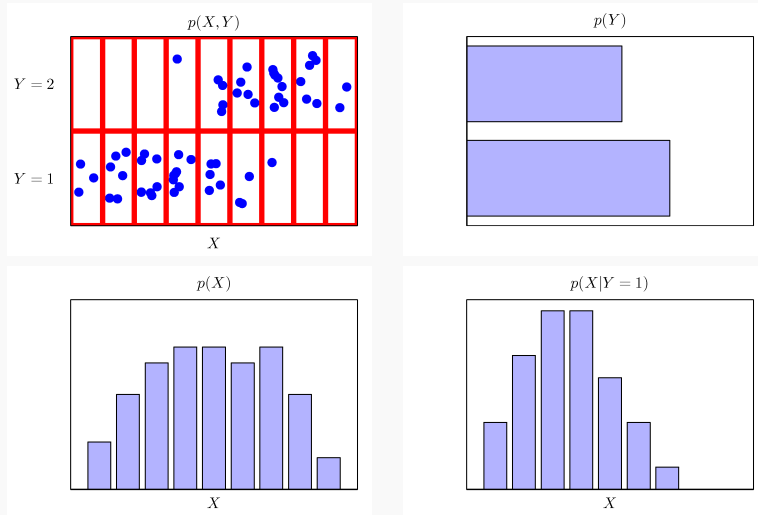 p(X, Y)
Y = 2
Y = 1
X
p(Y)
p(X)
X
p(X|Y = 1)
X